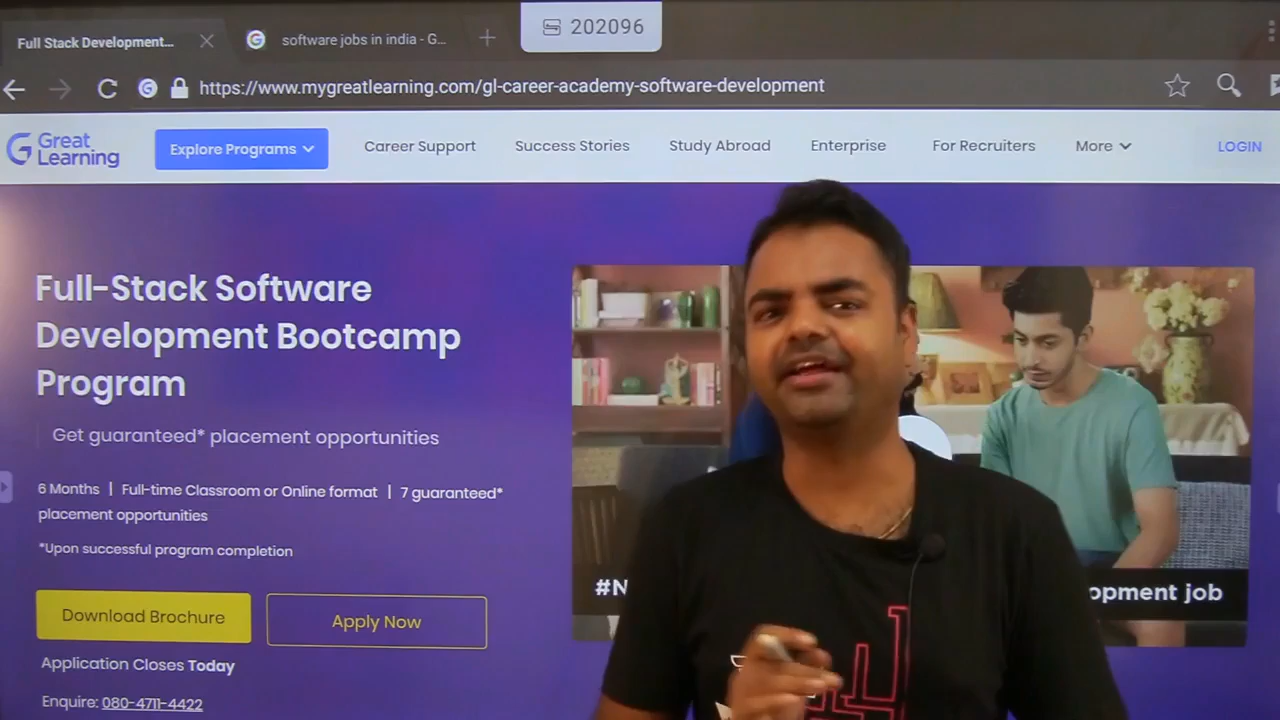 202096
Full Stack Development...
software jobs in india - G...
https://www.mygreatlearning.com/gl-career-academy-software-development
Great
Learning
Explore Programs
Career Support
Success Stories
Study Abroad
Enterprise
For Recruiters
More
LOGIN
Full-Stack Software
Development Bootcamp
Program
Get guaranteed* placement opportunities
6 Months | Full-time Classroom or Online format | 7 guaranteed*
placement opportunities
*Upon successful program completion
Download Brochure
Apply Now
Application Closes Today
Enquire: 080-4711-4422
#N
opment job